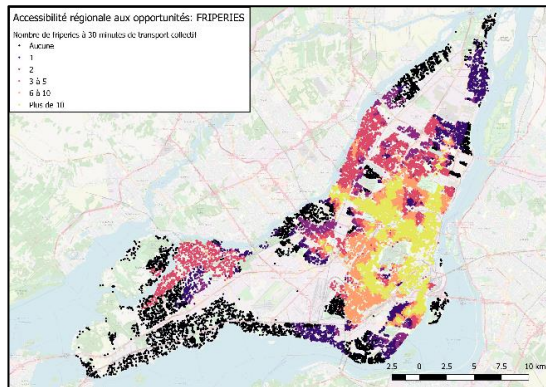 Accessibilité régionale aux opportunités: FRIPERIES
Nombre de friperies à 30 minutes de transport collectif
Aucune
1
2
3 à 5
6 à 10
Plus de 10
2.5 0 2.5 5 7.5 10 km